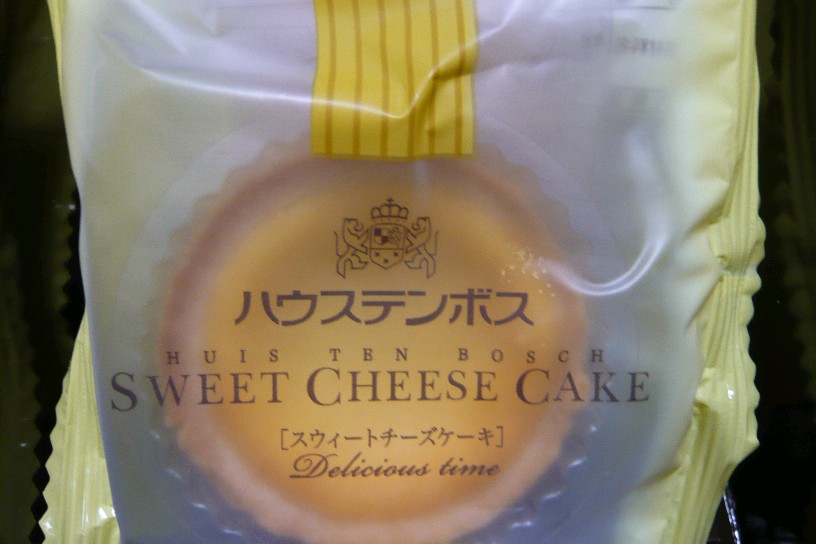 ハウステンボス
HUIS TEN BOSCH
SWEET CHEESE CAKE
[スウィートチーズケーキ]
Delicious time